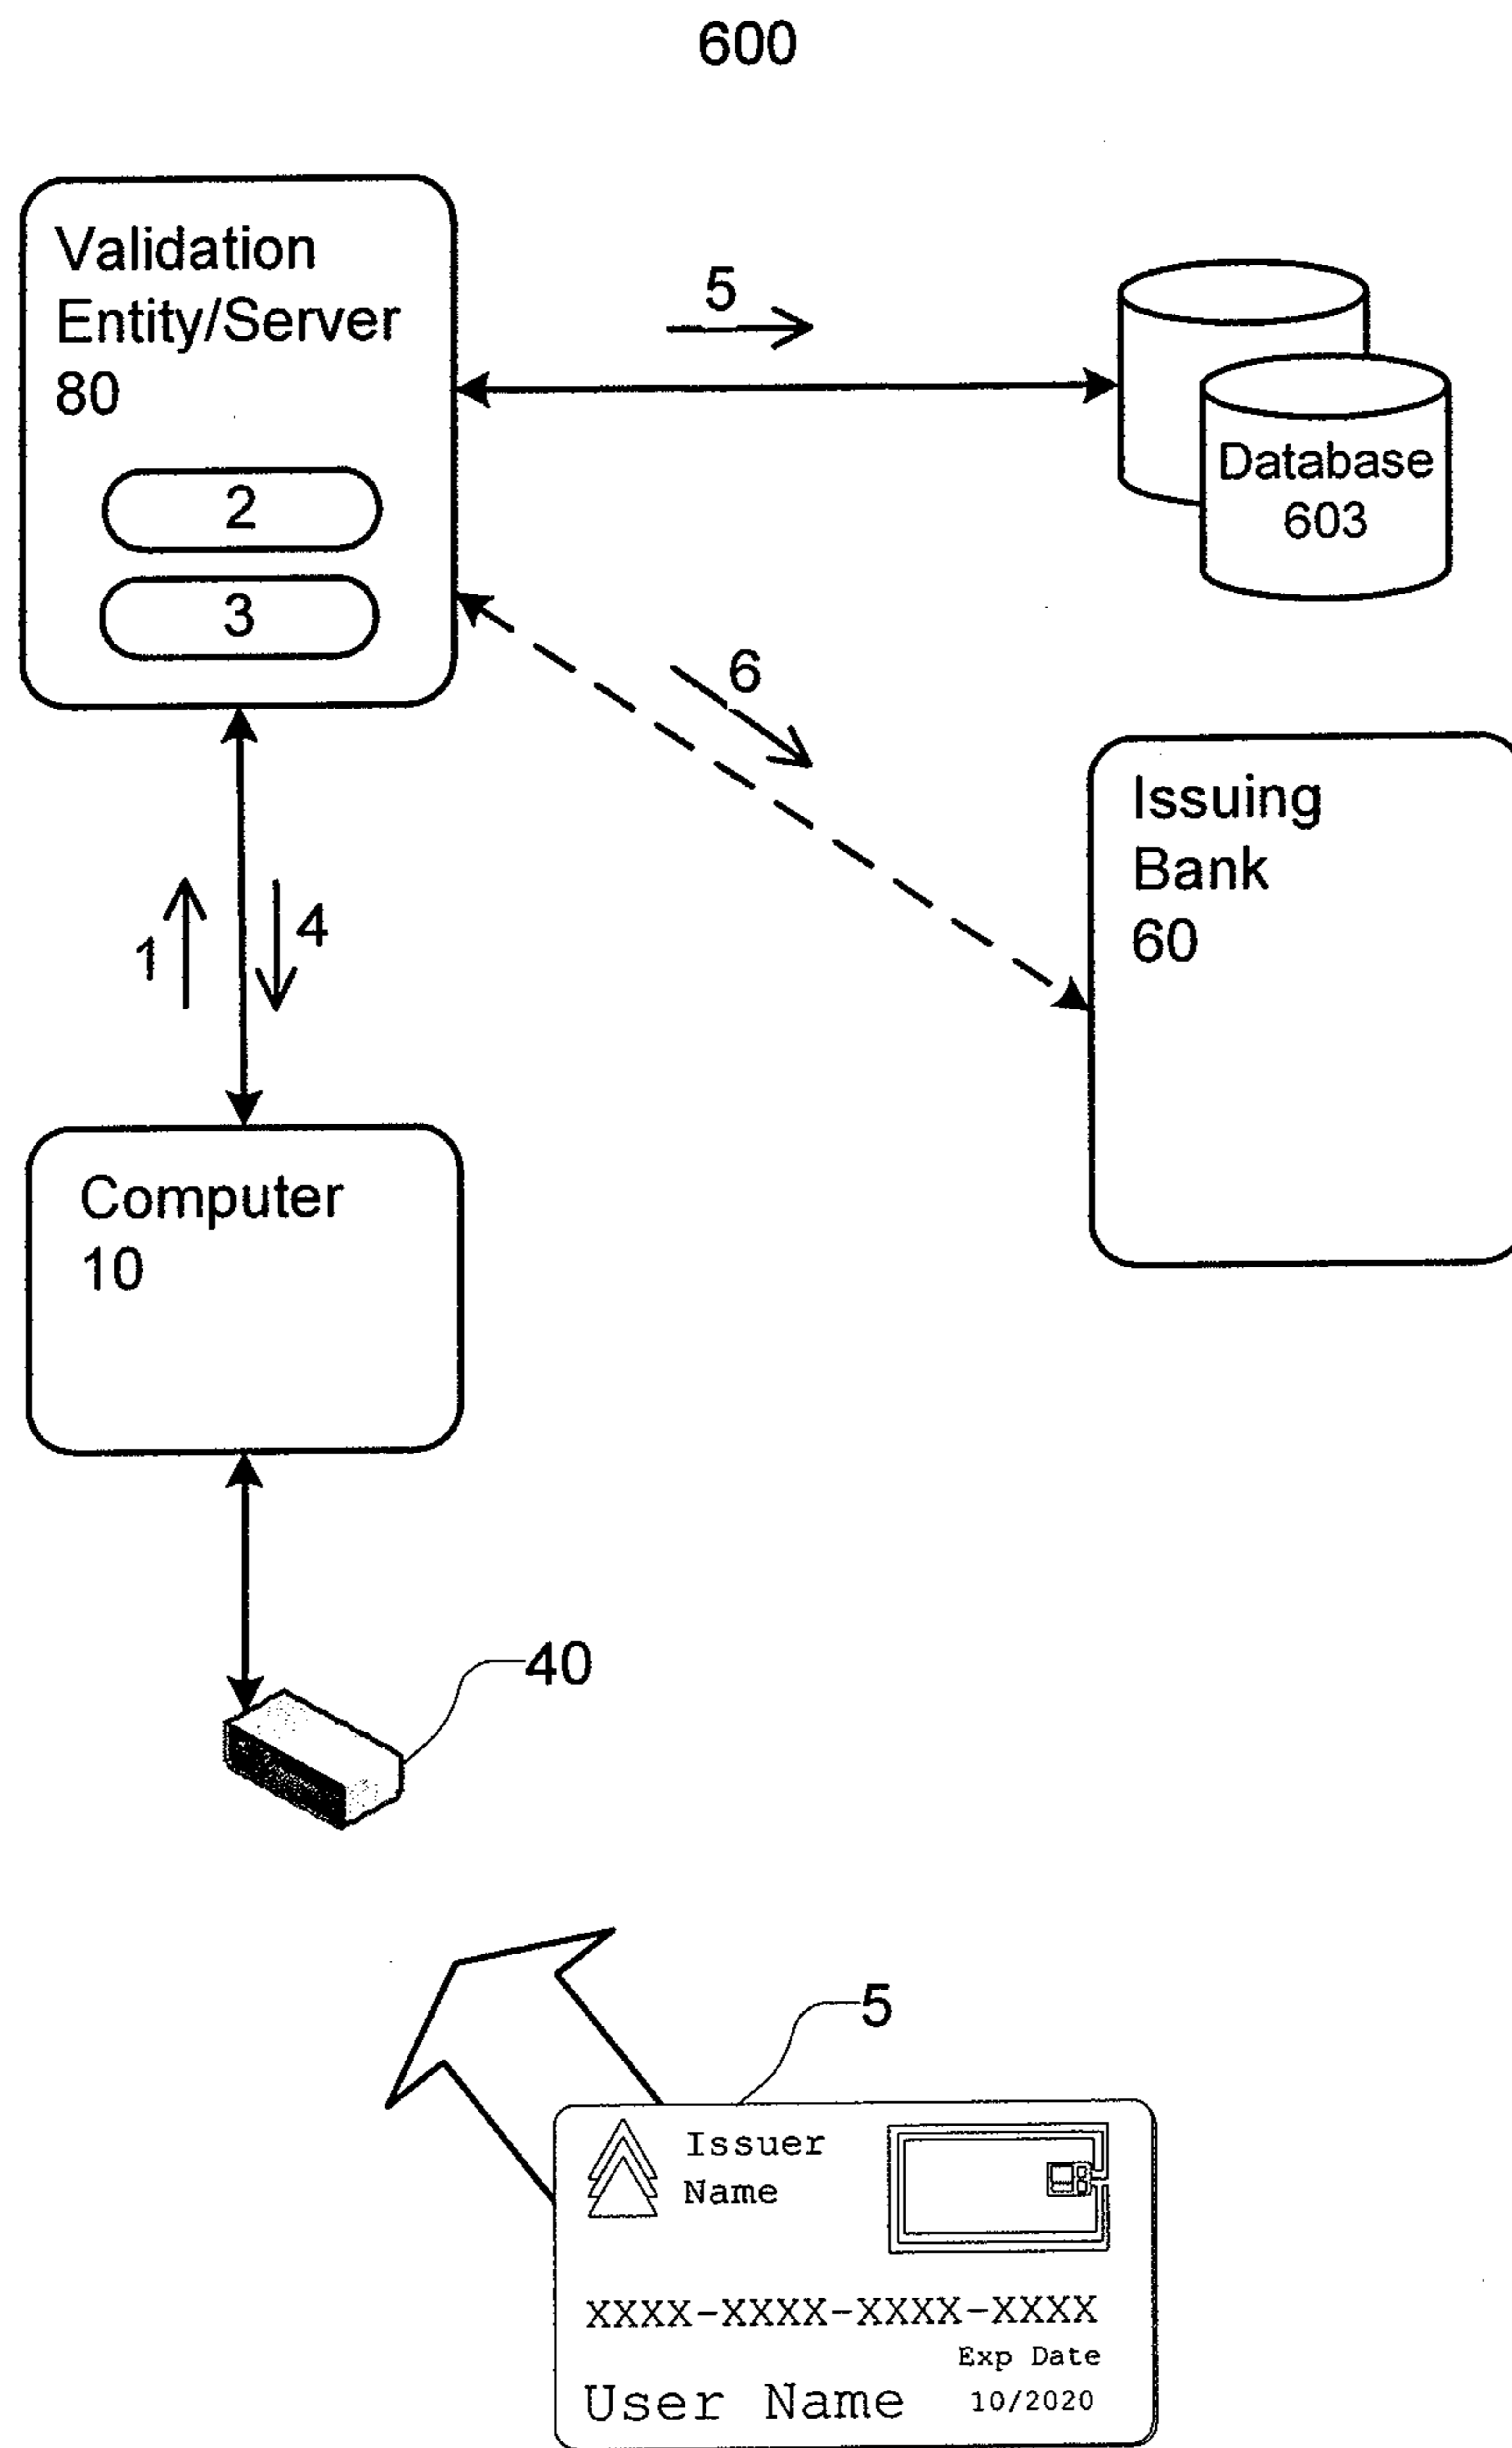 600
Validation
Entity/Server
80
2
3
5
Database
603
6
Issuing
Bank
60
1
4
Computer
10
40
5
Issuer
Name
XXXX-XXXX-XXXX-XXXX
Exp Date
User Name
10/2020